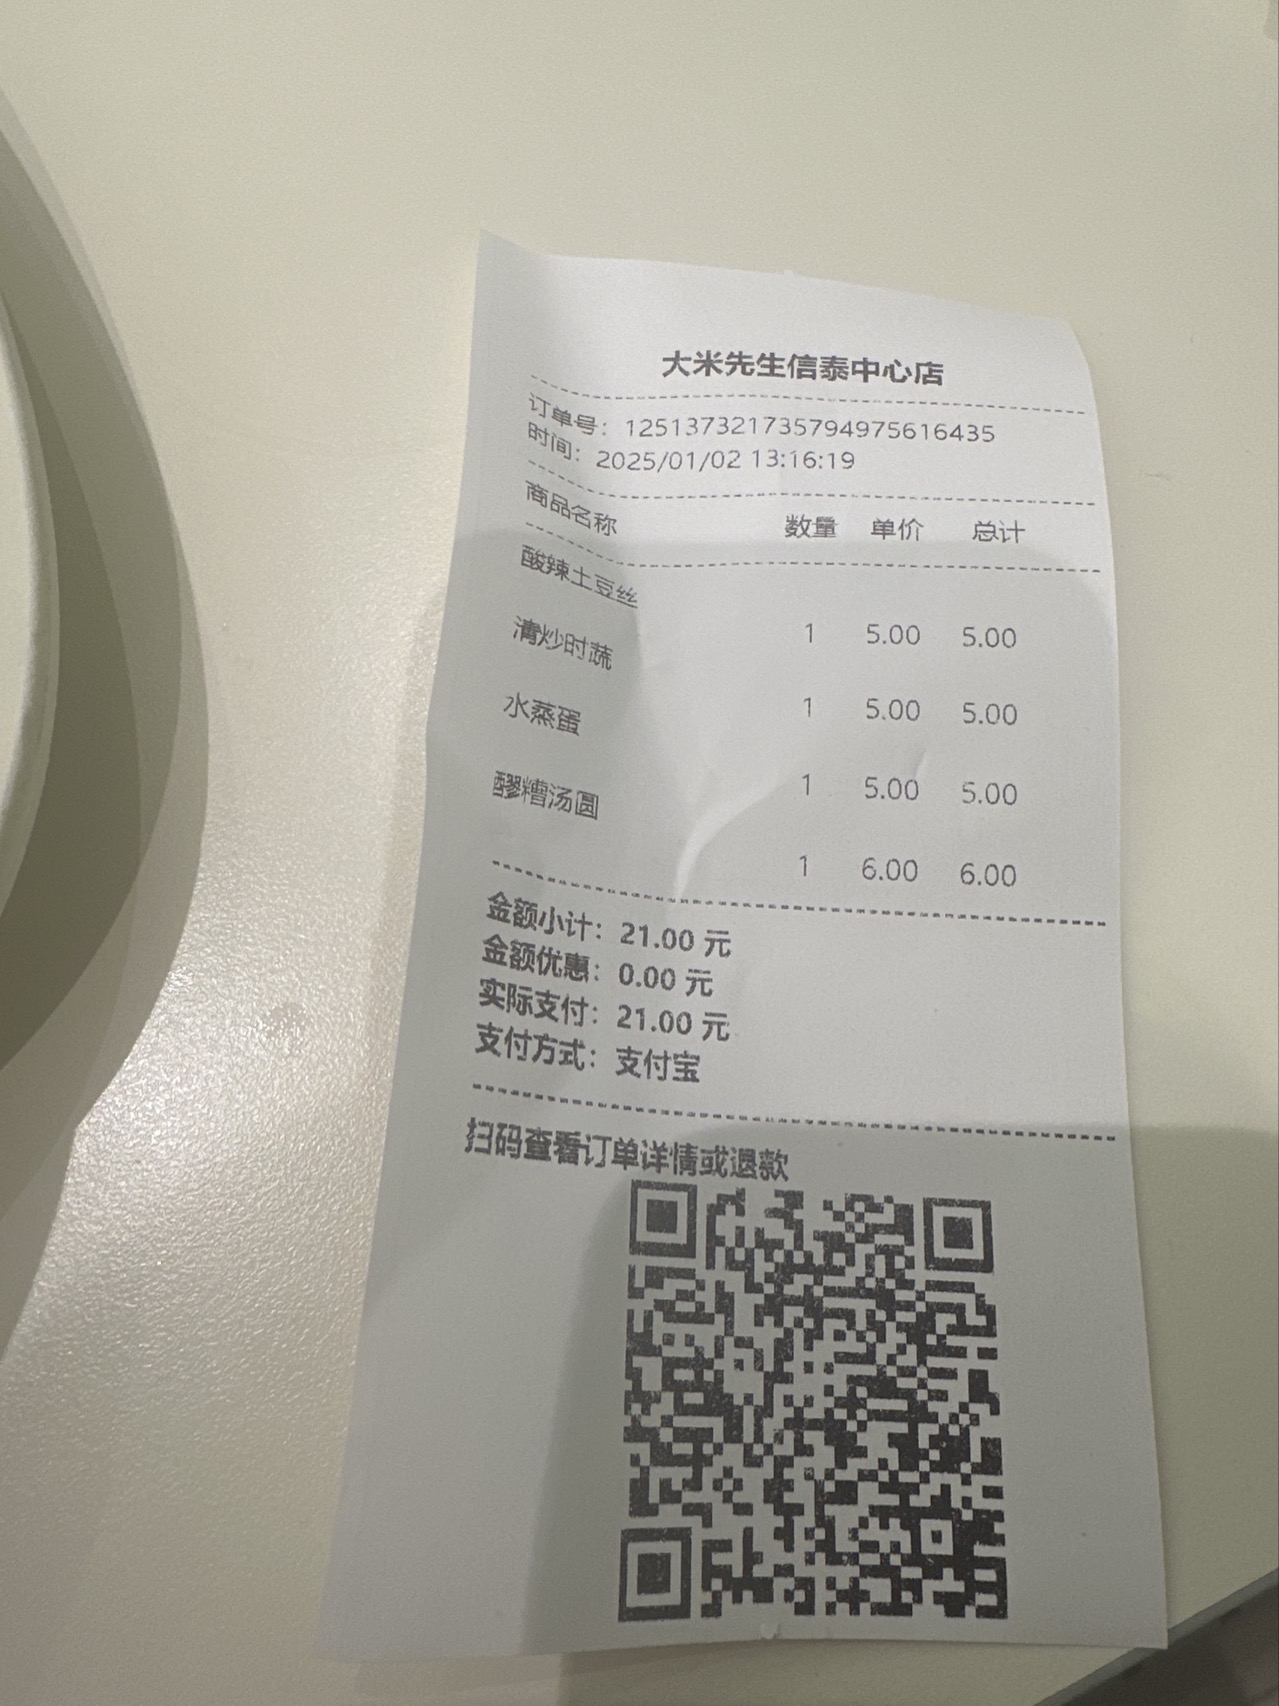 大米先生信泰中心店
订单号：1251373217357949756​16435
时间：2025/01/02 13:16:19
商品名称 数量 单价 总计
酸辣土豆丝
1 5.00 5.00
清炒时蔬
1 5.00 5.00
水蒸蛋
1 5.00 5.00
醪糟汤圆
1 6.00 6.00
金额小计：21.00 元
金额优惠：0.00 元
实际支付：21.00 元
支付方式：支付宝
扫码查看订单详情或退款